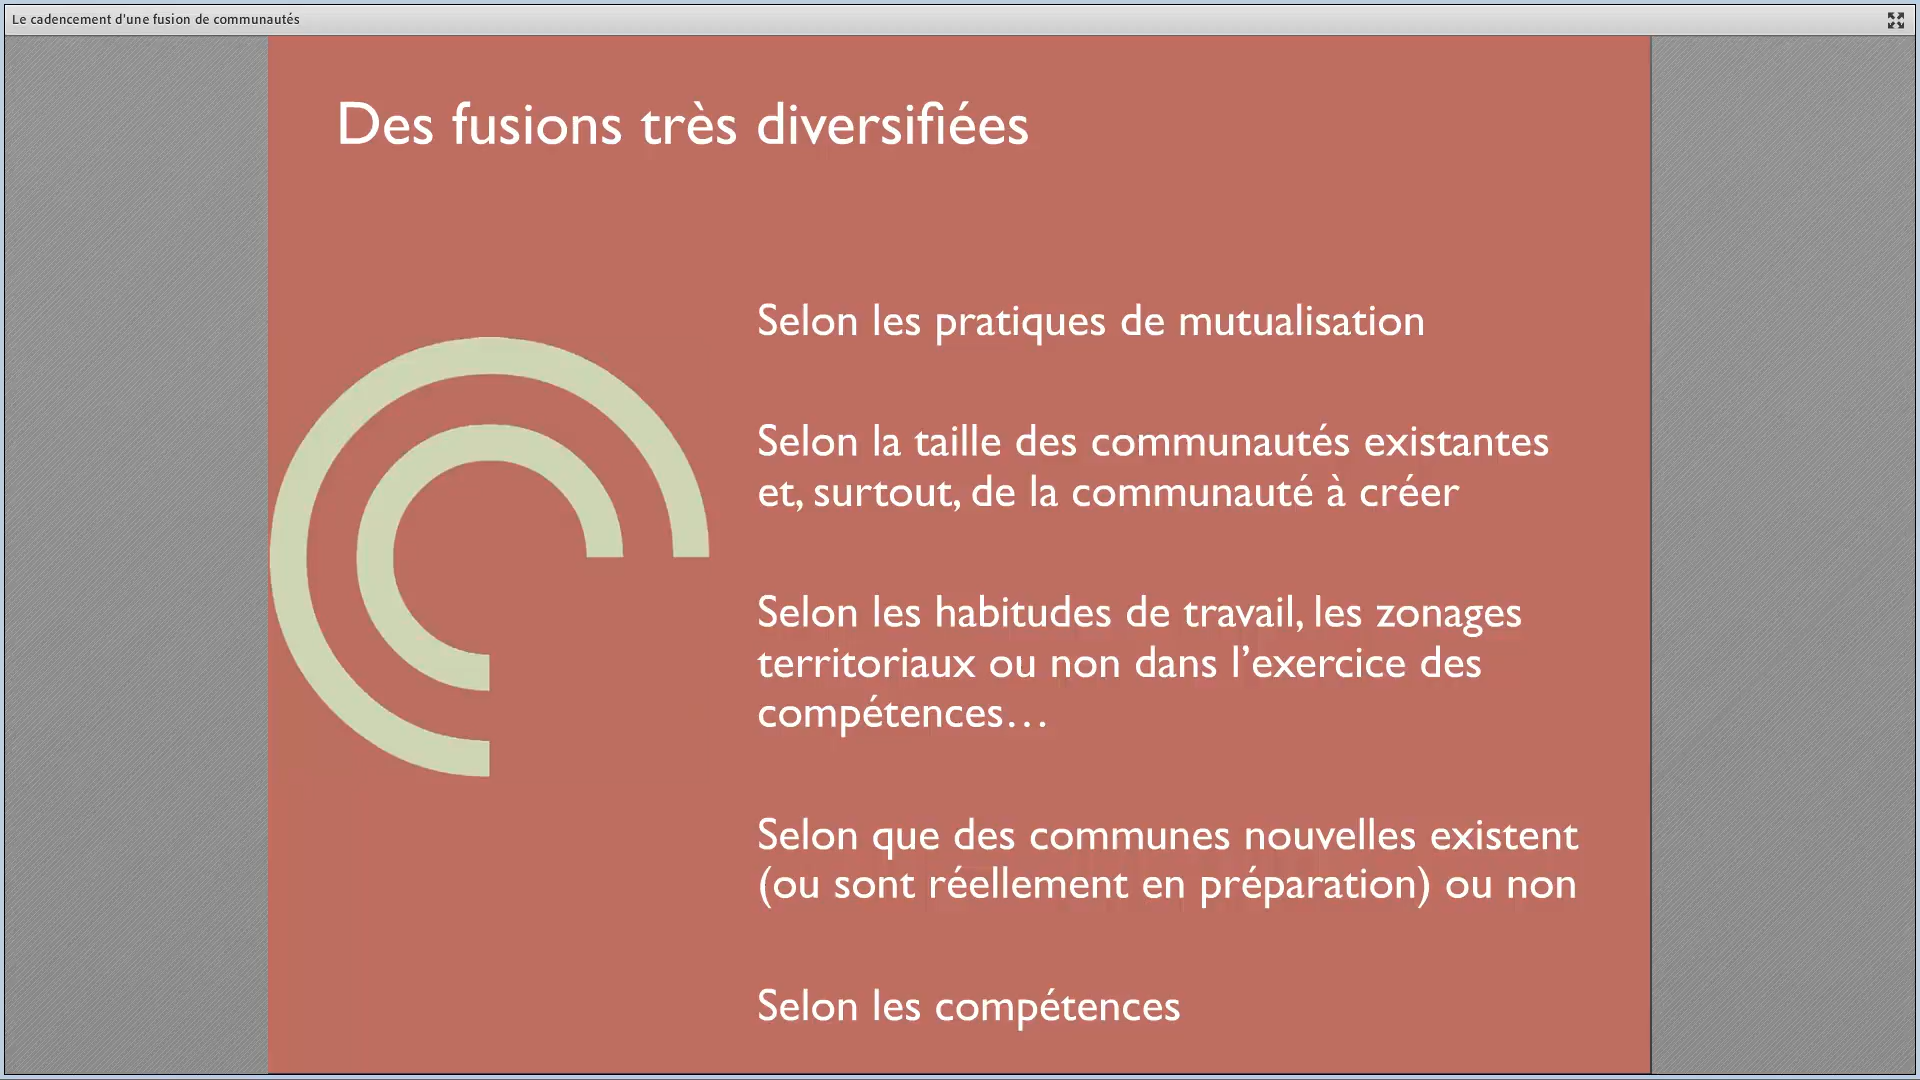 Le cadencement d'une fusion de communautés
Des fusions très diversifiées
Selon les pratiques de mutualisation
Selon la taille des communautés existantes
et, surtout, de la communauté à créer
Selon les habitudes de travail, les zonages
territoriaux ou non dans l’exercice des
compétences…
Selon que des communes nouvelles existent
(ou sont réellement en préparation) ou non
Selon les compétences